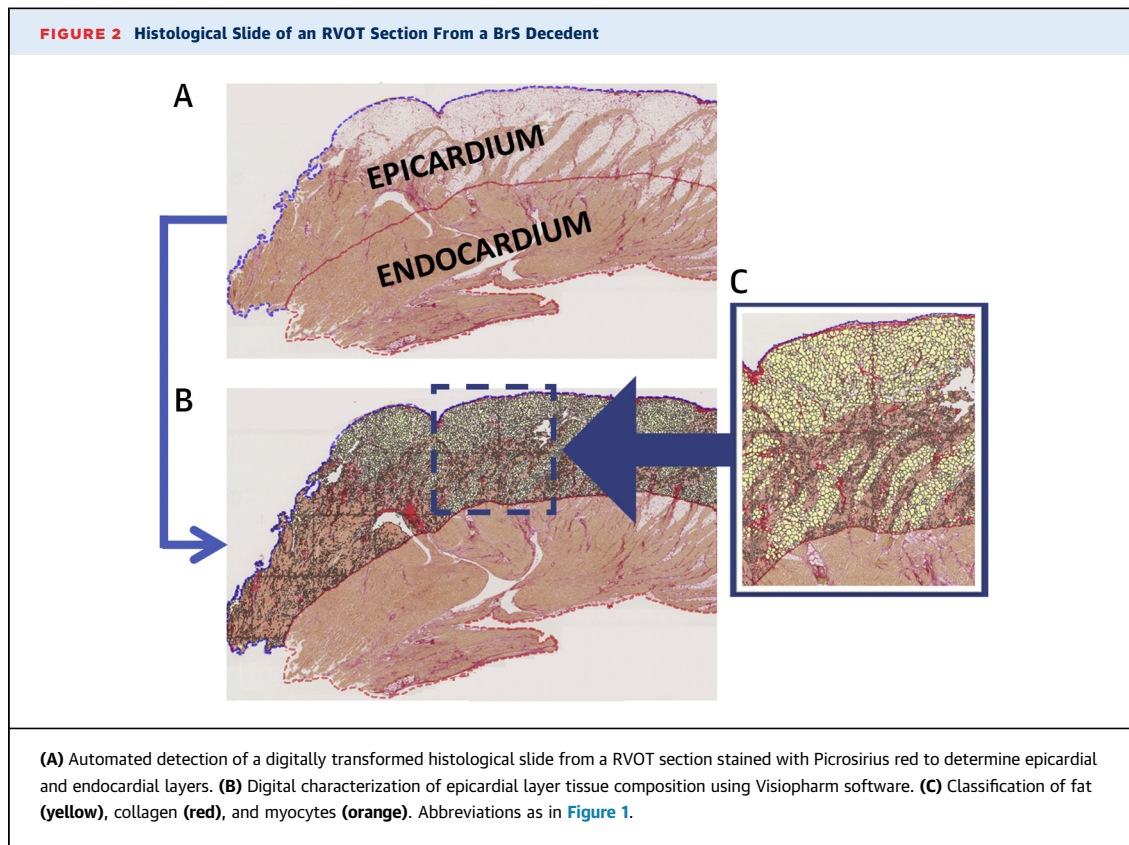 FIGURE 2 Histological Slide of an RVOT Section From a BrS Decedent
A
EPICARDIUM
ENDOCARDIUM
C
B
(A) Automated detection of a digitally transformed histological slide from a RVOT section stained with Picrosirius red to determine epicardial
and endocardial layers. (B) Digital characterization of epicardial layer tissue composition using Visiopharm software. (C) Classification of fat
(yellow), collagen (red), and myocytes (orange). Abbreviations as in Figure 1.